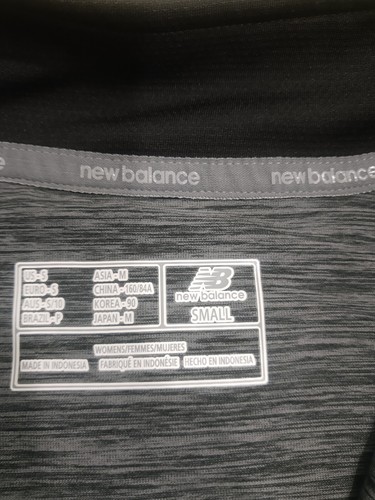 new balance new balance
US - S ASIA - M
EURO - S CHINA - 160/84A
AUS - S/10 KOREA - 90
BRAZIL - P JAPAN - M
NB
new balance
SMALL
WOMENS/FEMMES/MUJERES
MADE IN INDONESIA FABRIQUÉ EN INDONÉSIE HECHO EN INDONESIA